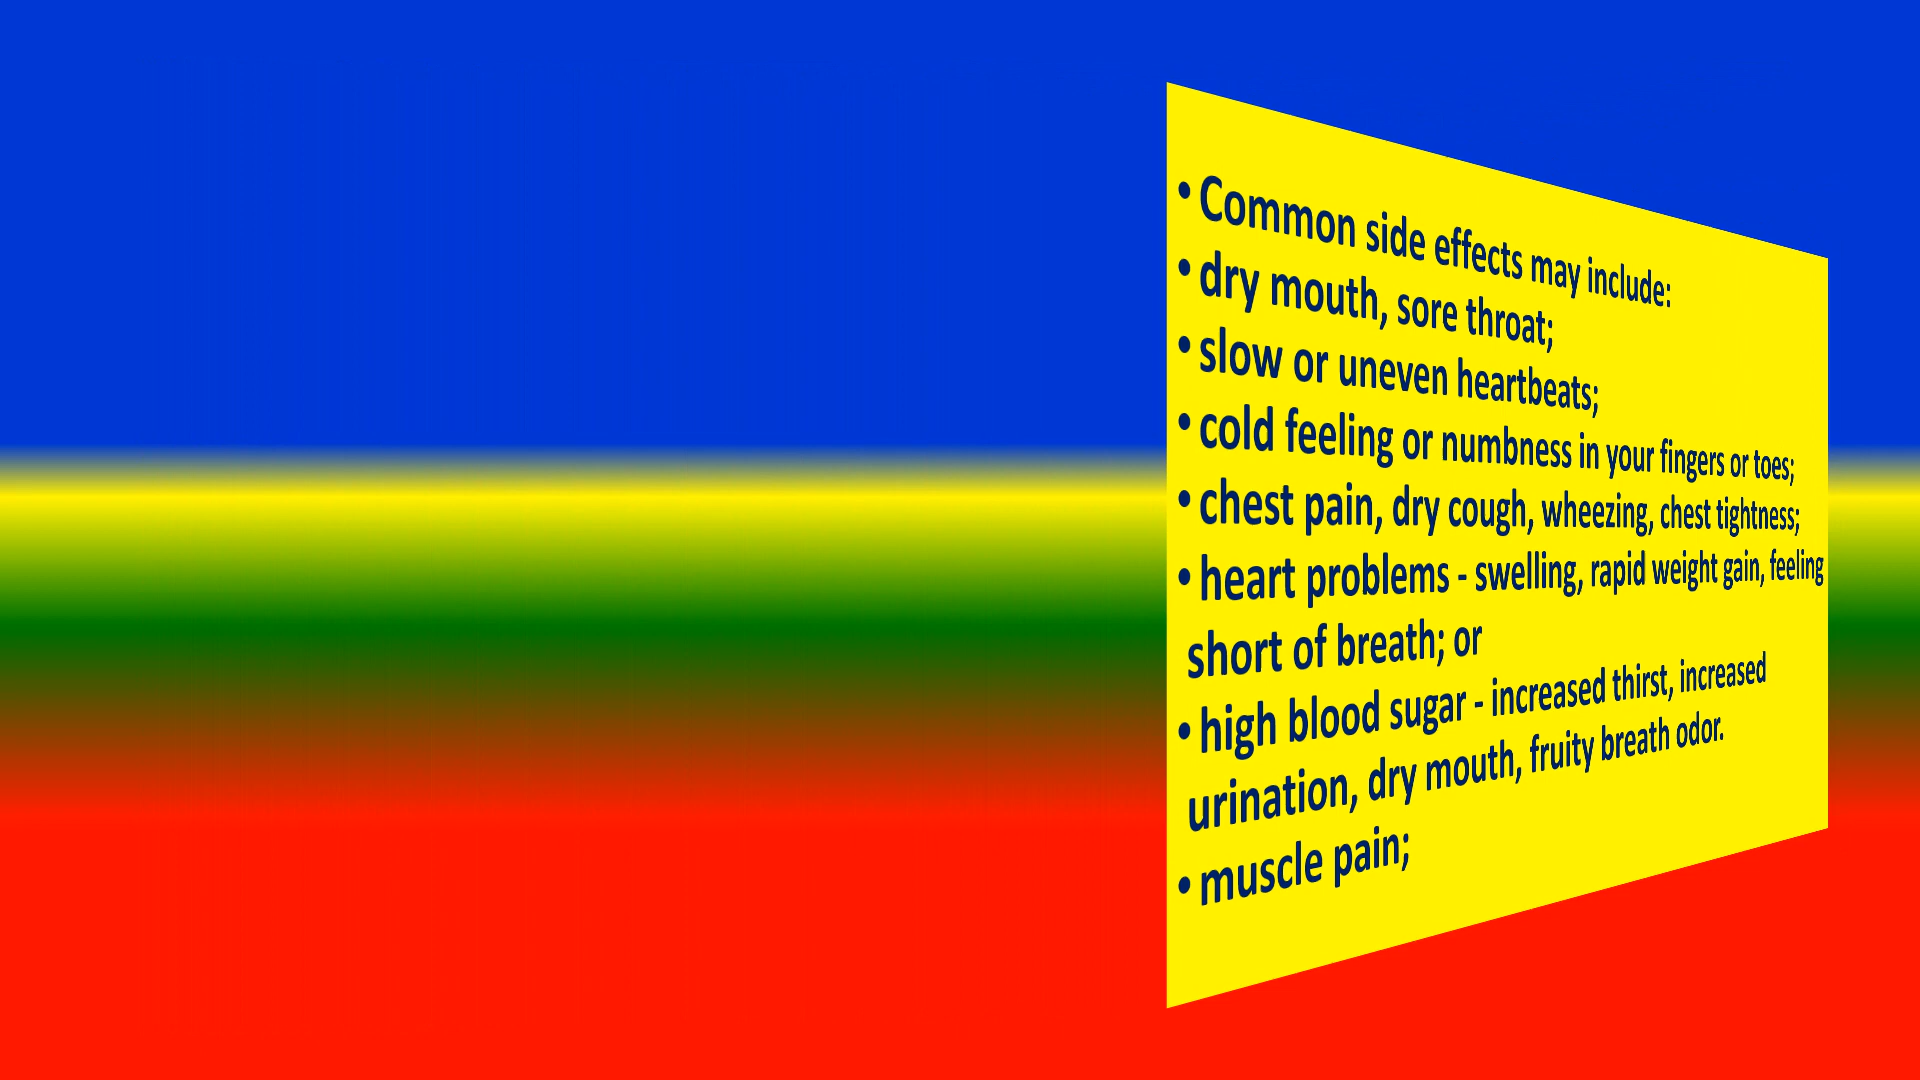 • Common side effects may include:
• dry mouth, sore throat;
• slow or uneven heartbeats;
• cold feeling or numbness in your fingers or toes;
• chest pain, dry cough, wheezing, chest tightness;
• heart problems - swelling, rapid weight gain, feeling
short of breath; or
• high blood sugar - increased thirst, increased
urination, dry mouth, fruity breath odor.
• muscle pain;